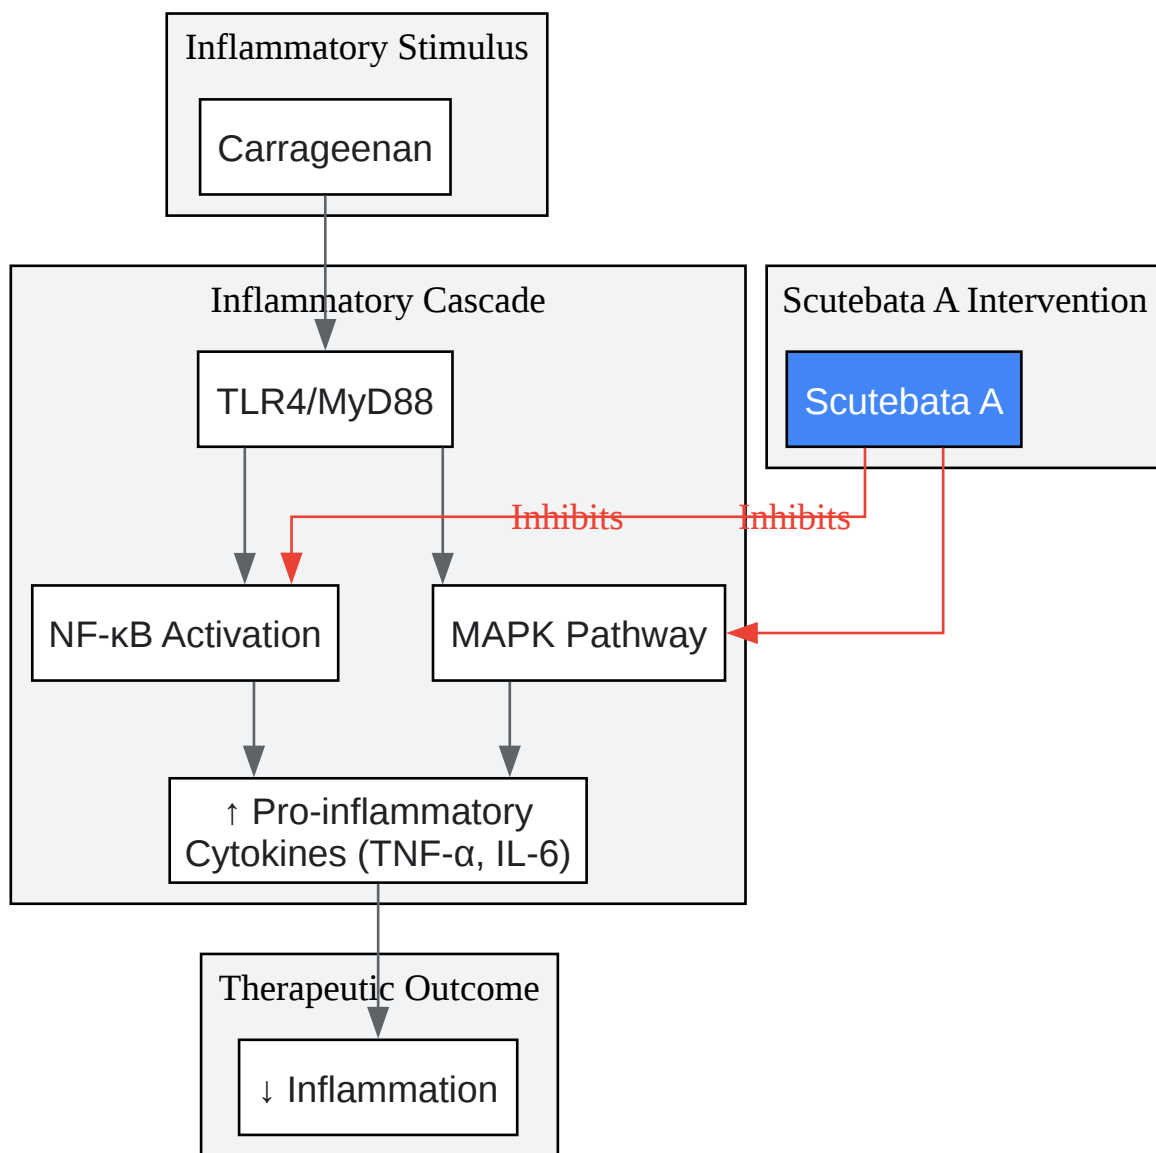 Inflammatory Stimulus
Carrageenan
Inflammatory Cascade
Scutebata A Intervention
TLR4/MyD88
Scutebata A
Inhibits
Inhibits
NF-κB Activation
MAPK Pathway
↑ Pro-inflammatory
Cytokines (TNF-α, IL-6)
Therapeutic Outcome
↓ Inflammation